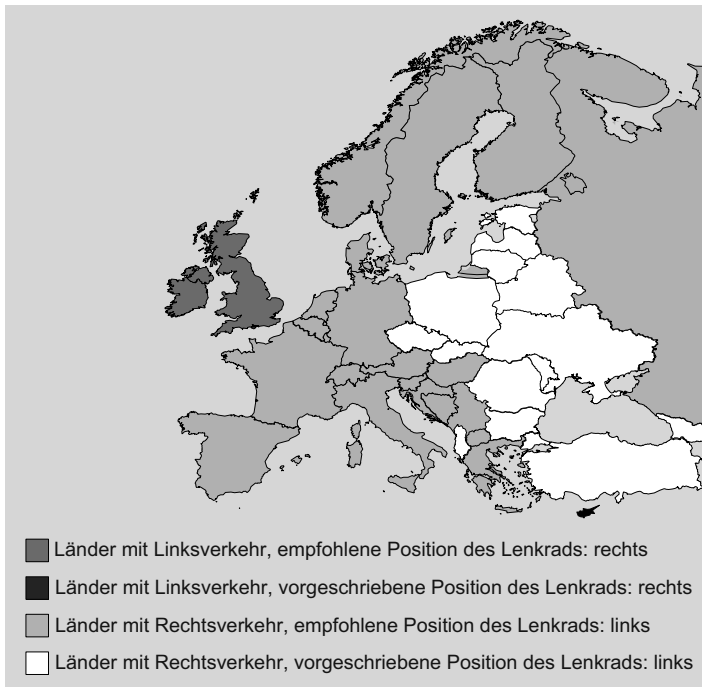 Länder mit Linksverkehr, empfohlene Position des Lenkrads: rechts
Länder mit Linksverkehr, vorgeschriebene Position des Lenkrads: rechts
Länder mit Rechtsverkehr, empfohlene Position des Lenkrads: links
Länder mit Rechtsverkehr, vorgeschriebene Position des Lenkrads: links